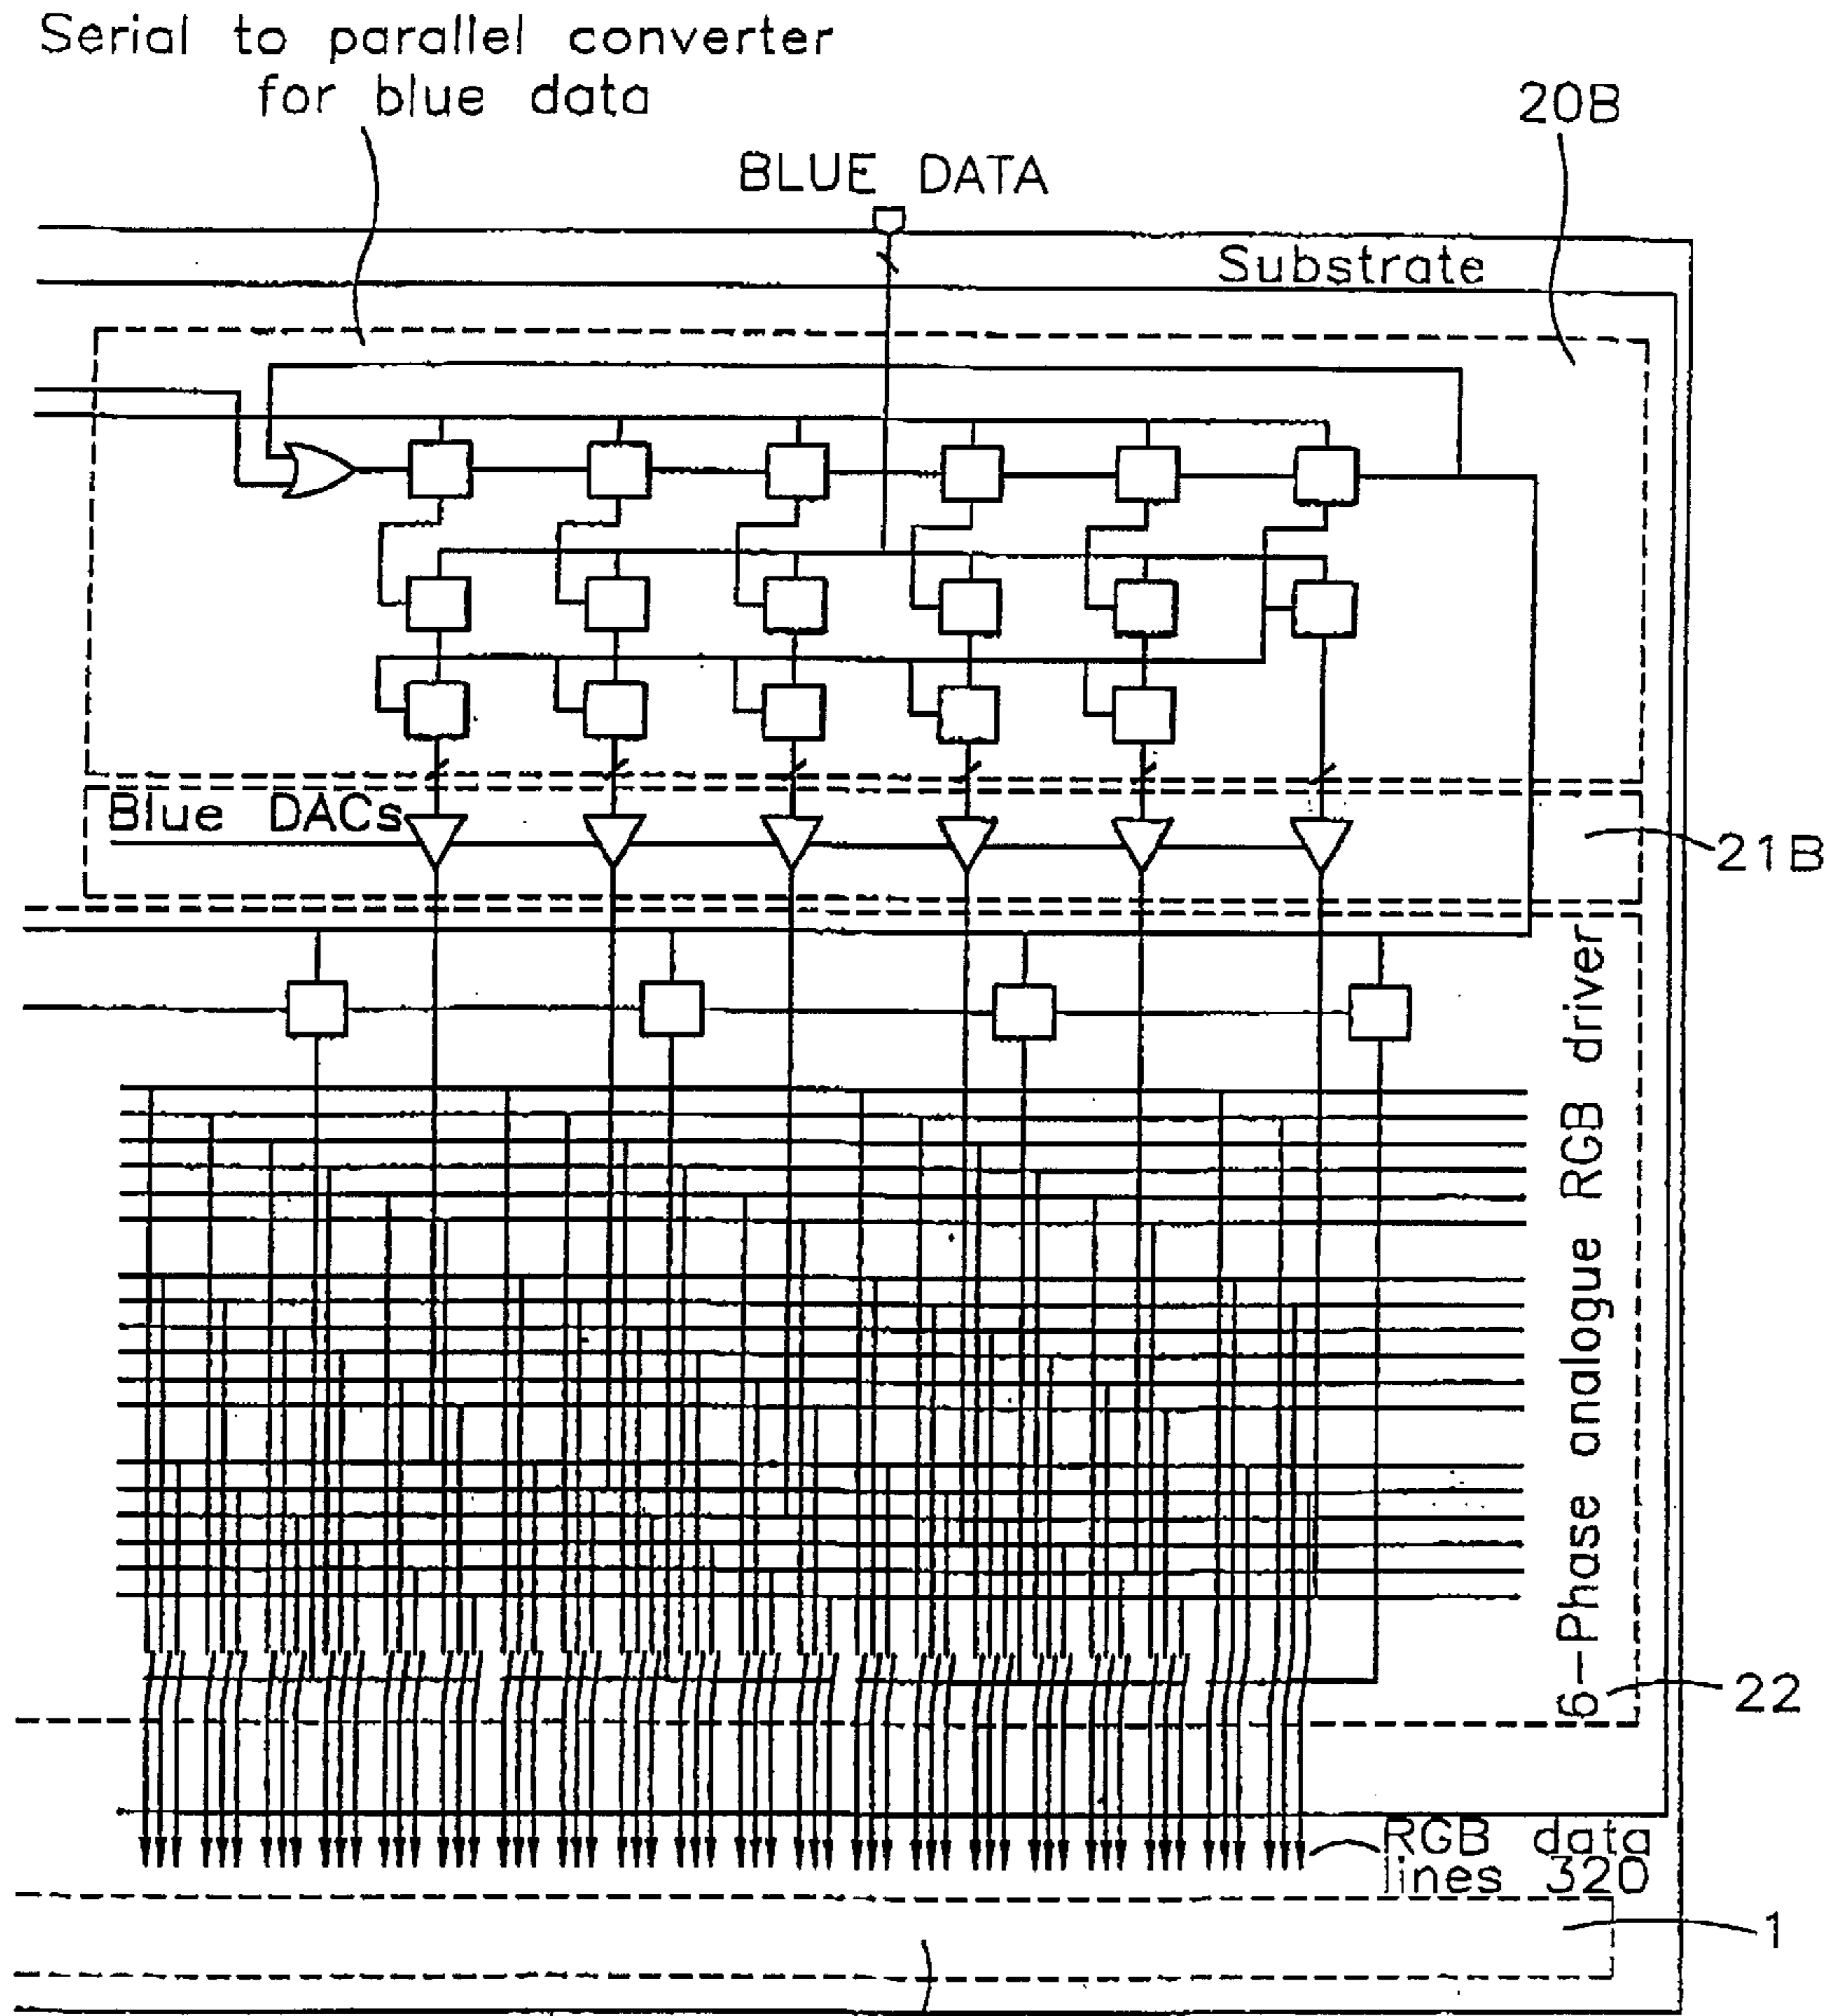 Serial to parallel converter
for blue data
20B
BLUE DATA
Substrate
Blue DACs
21B
6-Phase analogue RGB driver
22
RGB data
lines 320
1